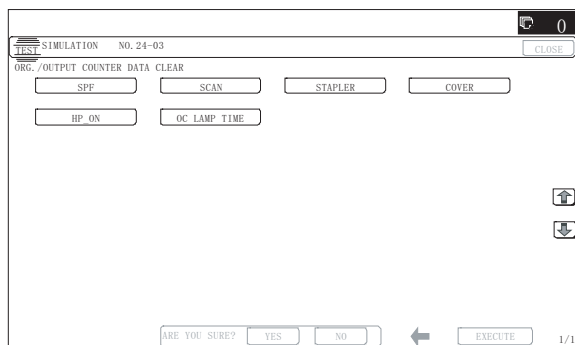 0
TEST SIMULATION NO. 24-03 CLOSE
ORG./OUTPUT COUNTER DATA CLEAR
SPF SCAN STAPLER COVER
HP_ON OC LAMP TIME
ARE YOU SURE? YES NO EXECUTE 1/1